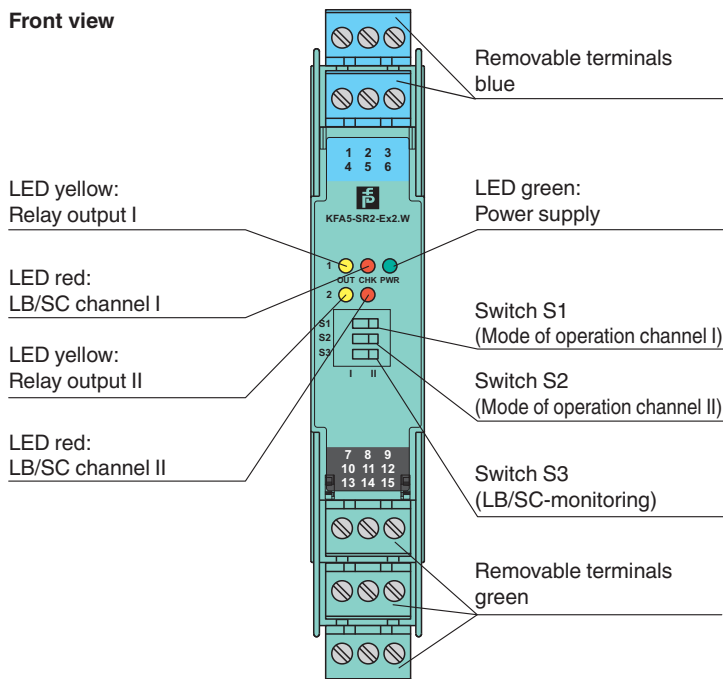 Front view
Removable terminals
blue
1 2 3
4 5 6
LED yellow:
Relay output I
LED green:
Power supply
KFA5-SR2-Ex2.W
1
OUT CHK PWR
2
LED red:
LB/SC channel I
Switch S1
(Mode of operation channel I)
S1
S2
S3
I II
LED yellow:
Relay output II
Switch S2
(Mode of operation channel II)
LED red:
LB/SC channel II
7 8 9
10 11 12
13 14 15
Switch S3
(LB/SC-monitoring)
Removable terminals
green